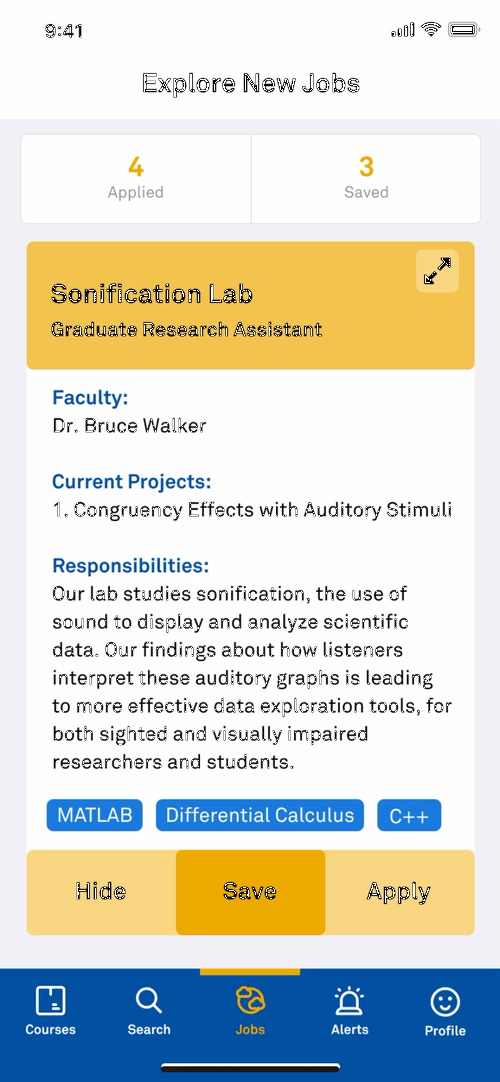 9:41
Explore New Jobs
4
Applied
3
Saved
Sonification Lab
Graduate Research Assistant
Faculty:
Dr. Bruce Walker
Current Projects:
1. Congruency Effects with Auditory Stimuli
Responsibilities:
Our lab studies sonification, the use of
sound to display and analyze scientific
data. Our findings about how listeners
interpret these auditory graphs is leading
to more effective data exploration tools, for
both sighted and visually impaired
researchers and students.
MATLAB Differential Calculus C++
Hide Save Apply
Courses Search Jobs Alerts Profile